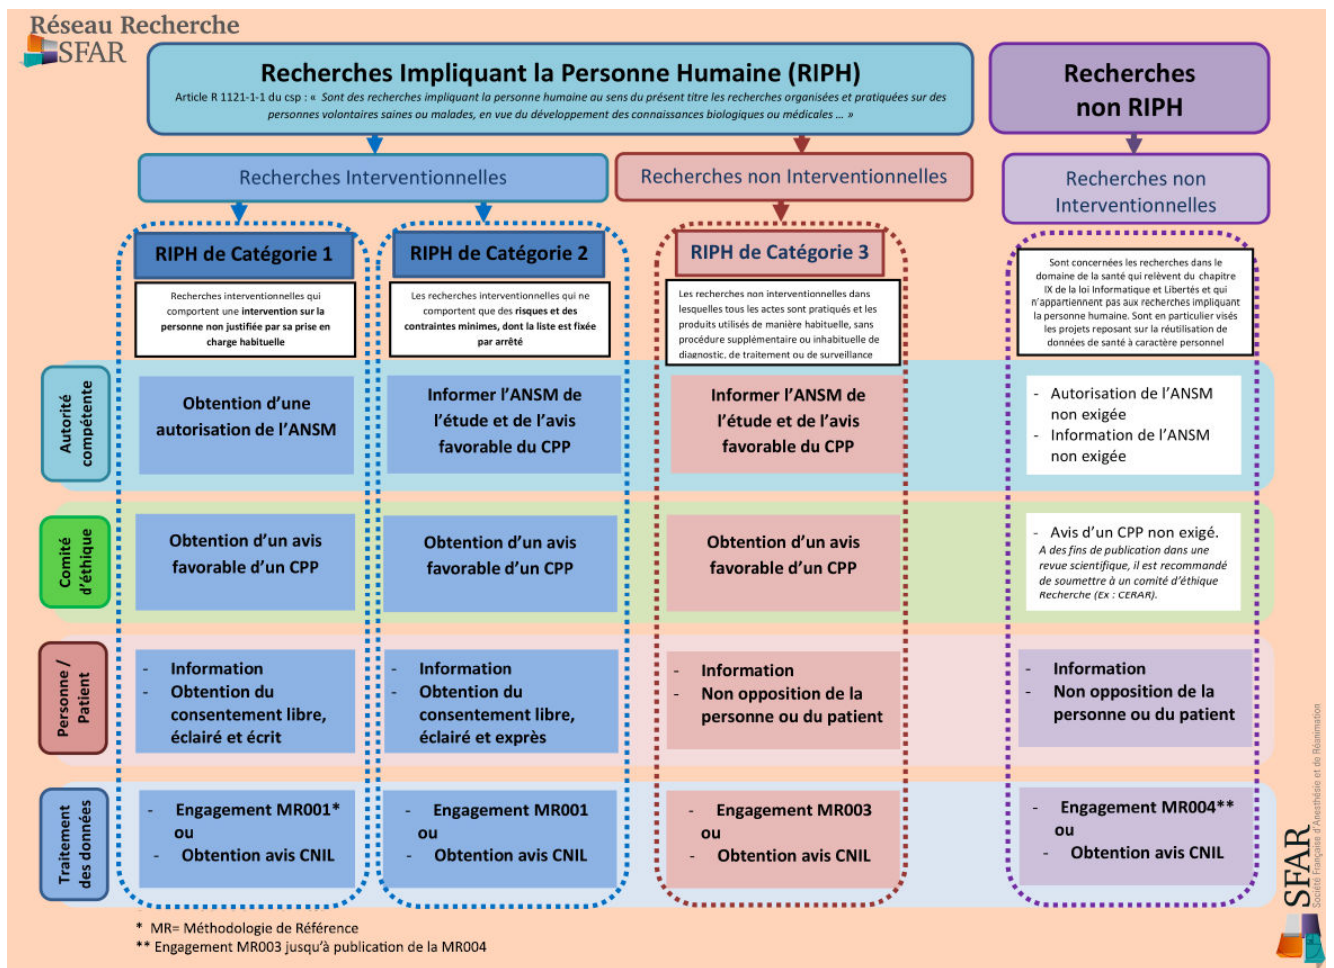 Réseau Recherche
SFAR
Recherches Impliquant la Personne Humaine (RIPH)
Article R 1121-1-1 du csp : « Sont des recherches impliquant la personne humaine au sens du présent titre les recherches organisées et pratiquées sur des
personnes volontaires saines ou malades, en vue du développement des connaissances biologiques ou médicales ... »
Recherches
non RIPH
Recherches Interventionnelles
Recherches non Interventionnelles
Recherches non
Interventionnelles
RIPH de Catégorie 1
RIPH de Catégorie 2
RIPH de Catégorie 3
Recherches interventionnelles qui
comportent une intervention sur la
personne non justifiée par sa prise en
charge habituelle
Les recherches interventionnelles qui ne
comportent que des risques et des
contraintes minimes, dont la liste est fixée
par arrêté
Les recherches non interventionnelles dans
lesquelles tous les actes sont pratiqués et les
produits utilisés de manière habituelle, sans
procédure supplémentaire ou inhabituelle de
diagnostic, de traitement ou de surveillance
Sont concernées les recherches dans le
domaine de la santé qui relèvent du chapitre
IX de la loi Informatique et Libertés et qui
n'appartiennent pas aux recherches impliquant
la personne humaine. Sont en particulier visés
les projets reposant sur la réutilisation de
données de santé à caractère personnel
Autorité
compétente
Obtention d'une
autorisation de l'ANSM
Informer l'ANSM de
l'étude et de l'avis
favorable du CPP
Informer l'ANSM de
l'étude et de l'avis
favorable du CPP
- Autorisation de l'ANSM
non exigée
- Information de l'ANSM
non exigée
Comité
d'éthique
Obtention d'un avis
favorable d'un CPP
Obtention d'un avis
favorable d'un CPP
Obtention d'un avis
favorable d'un CPP
- Avis d'un CPP non exigé.
A des fins de publication dans une
revue scientifique, il est recommandé
de soumettre à un comité d'éthique
Recherche (Ex : CERAR).
Personne /
Patient
- Information
- Obtention du
consentement libre,
éclairé et écrit
- Information
- Obtention du
consentement libre,
éclairé et exprès
- Information
- Non opposition de la
personne ou du patient
- Information
- Non opposition de la
personne ou du patient
Traitement
des données
- Engagement MR001*
ou
- Obtention avis CNIL
- Engagement MR001
ou
- Obtention avis CNIL
- Engagement MR003
ou
- Obtention avis CNIL
- Engagement MR004**
ou
- Obtention avis CNIL
* MR= Méthodologie de Référence
** Engagement MR003 jusqu'à publication de la MR004
SFAR
Société Française d'Anesthésie et de Réanimation